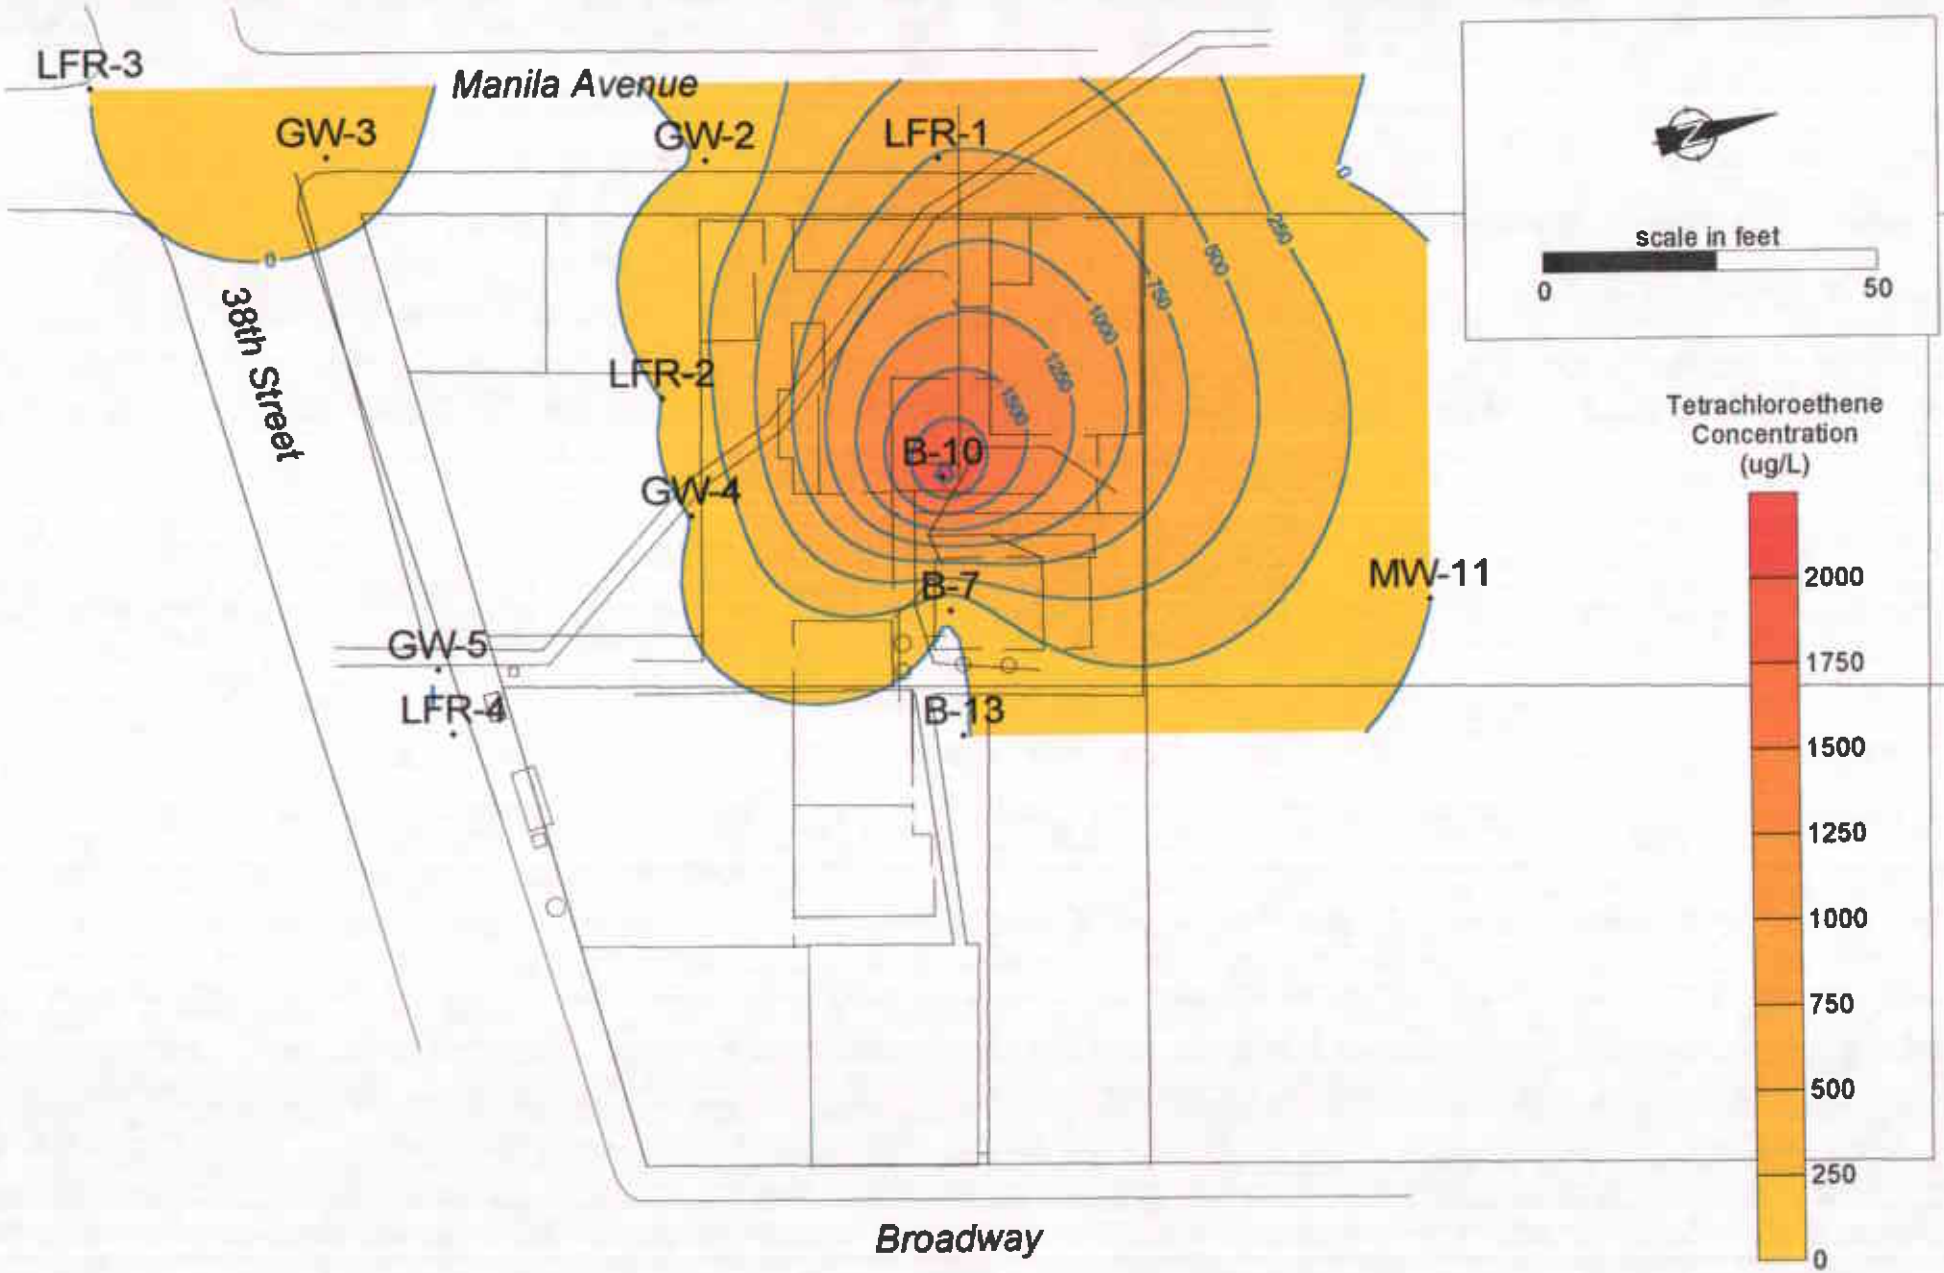 LFR-3
Manila Avenue
GW-3
GW-2
LFR-1
0
250
500
750
1000
1250
1500
0
38th Street
LFR-2
B-10
GW-4
B-7
MW-11
GW-5
LFR-4
B-13
Broadway
Z
scale in feet
0
50
Tetrachloroethene
Concentration
(ug/L)
2000
1750
1500
1250
1000
750
500
250
0